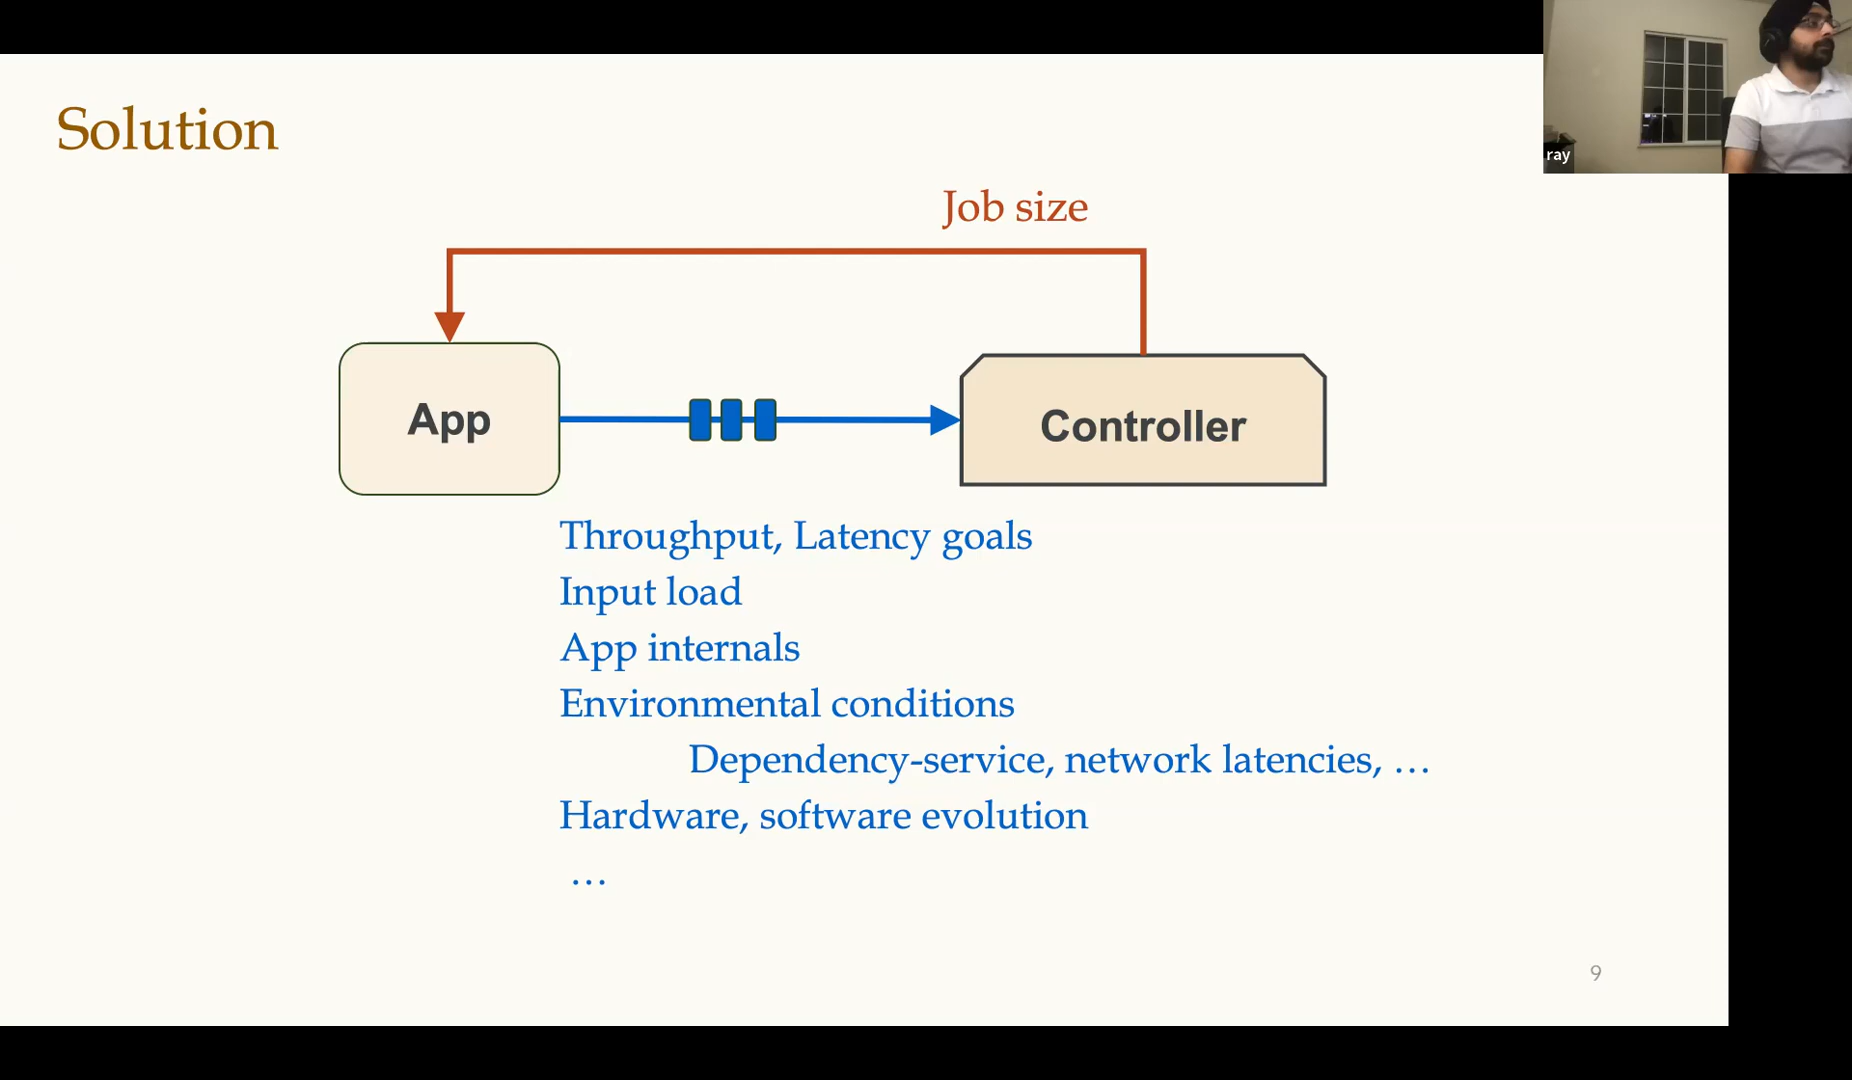 Solution
ray
Job size
App
Controller
Throughput, Latency goals
Input load
App internals
Environmental conditions
Dependency-service, network latencies, …
Hardware, software evolution
…
9